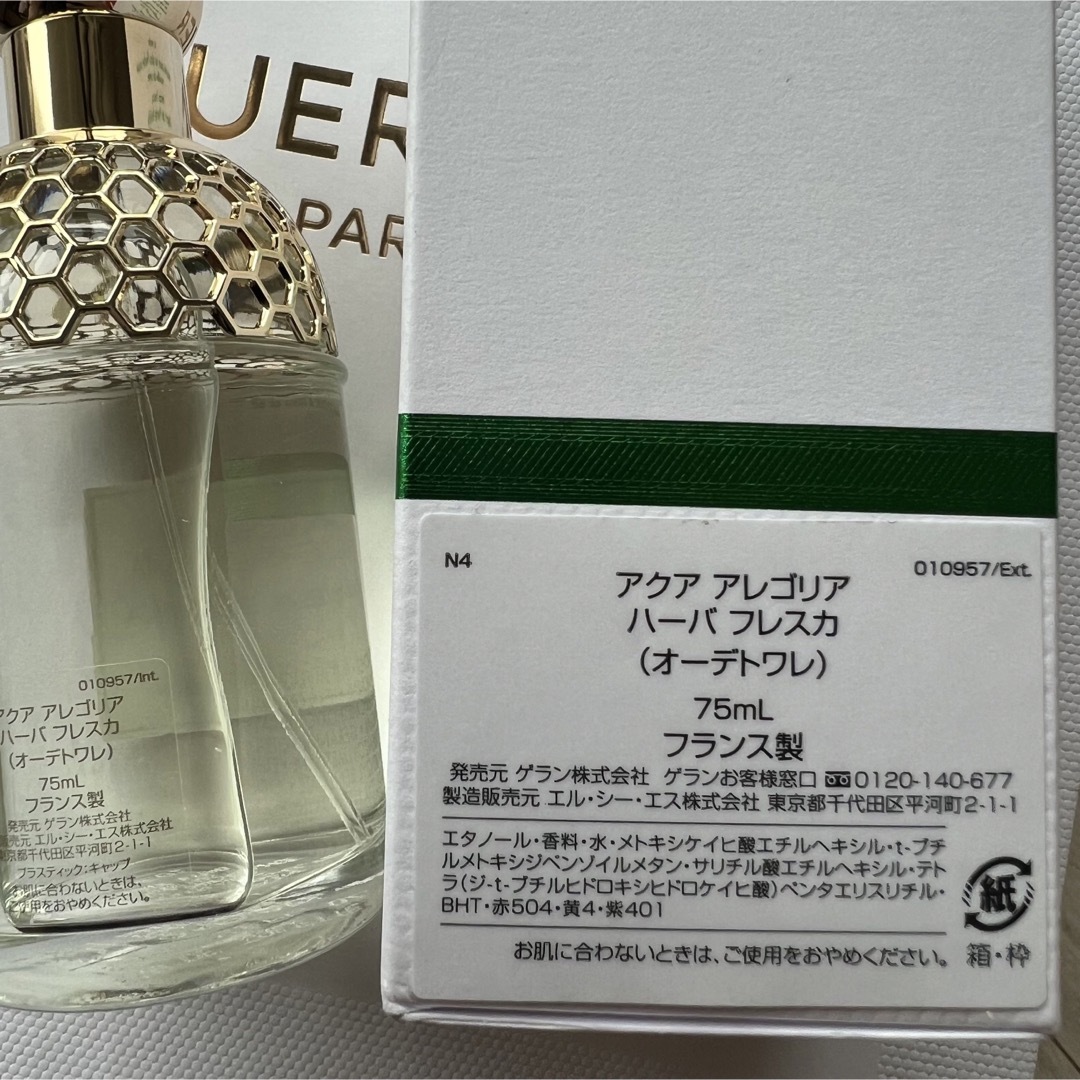 UER
PAR
N4
010957/Ext.
アクア アレゴリア
ハーバ フレスカ
(オーデトワレ)
75mL
フランス製
発売元 ゲラン株式会社 ゲランお客様窓口 0120-140-677
製造販売元 エル・シー・エス株式会社 東京都千代田区平河町2-1-1
エタノール・香料・水・メトキシケイヒ酸エチルヘキシル・t-ブチ
ルメトキシジベンゾイルメタン・サリチル酸エチルヘキシル・テト
ラ(ジ-t-ブチルヒドロキシヒドロケイヒ酸)ペンタエリスリチル・
BHT・赤504・黄4・紫401
お肌に合わないときは、ご使用をおやめください。
紙
箱・枠
010957/Int.
アクア アレゴリア
ハーバ フレスカ
(オーデトワレ)
75mL
フランス製
発売元 ゲラン株式会社
売元 エル・シー・エス株式会社
東京都千代田区平河町2-1-1
プラスティック:キャップ
お肌に合わないときは、
ご使用をおやめください。